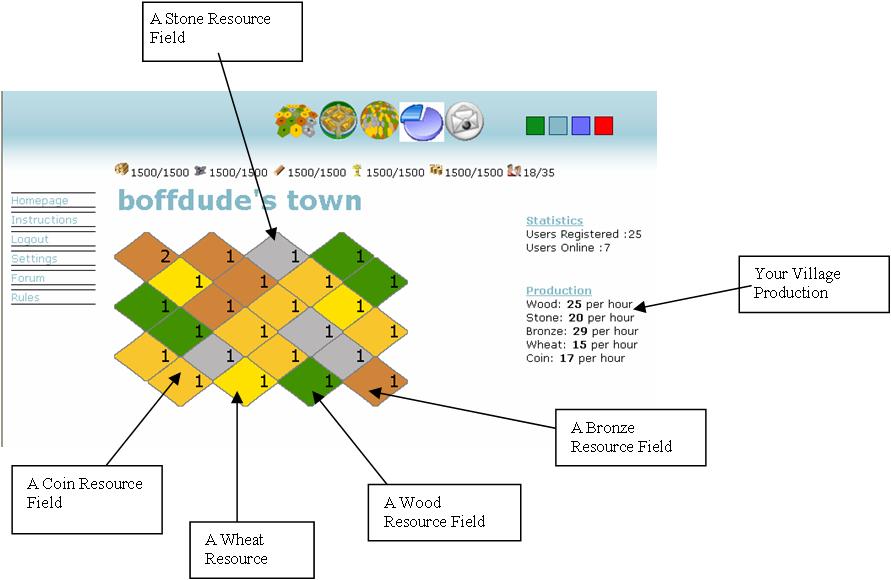 A Stone Resource
Field
1500/1500 1500/1500 1500/1500 1500/1500 1500/1500 18/35
boffdude's town
Homepage
Instructions
Logout
Settings
Forum
Rules
2 1 1 1
1 1 1 1
1 1 1 1
1 1 1 1
1 1 1 1
1 1 1 1
Statistics
Users Registered :25
Users Online :7
Production
Wood: 25 per hour
Stone: 20 per hour
Bronze: 29 per hour
Wheat: 15 per hour
Coin: 17 per hour
Your Village
Production
A Bronze
Resource Field
A Coin Resource
Field
A Wood
Resource Field
A Wheat
Resource